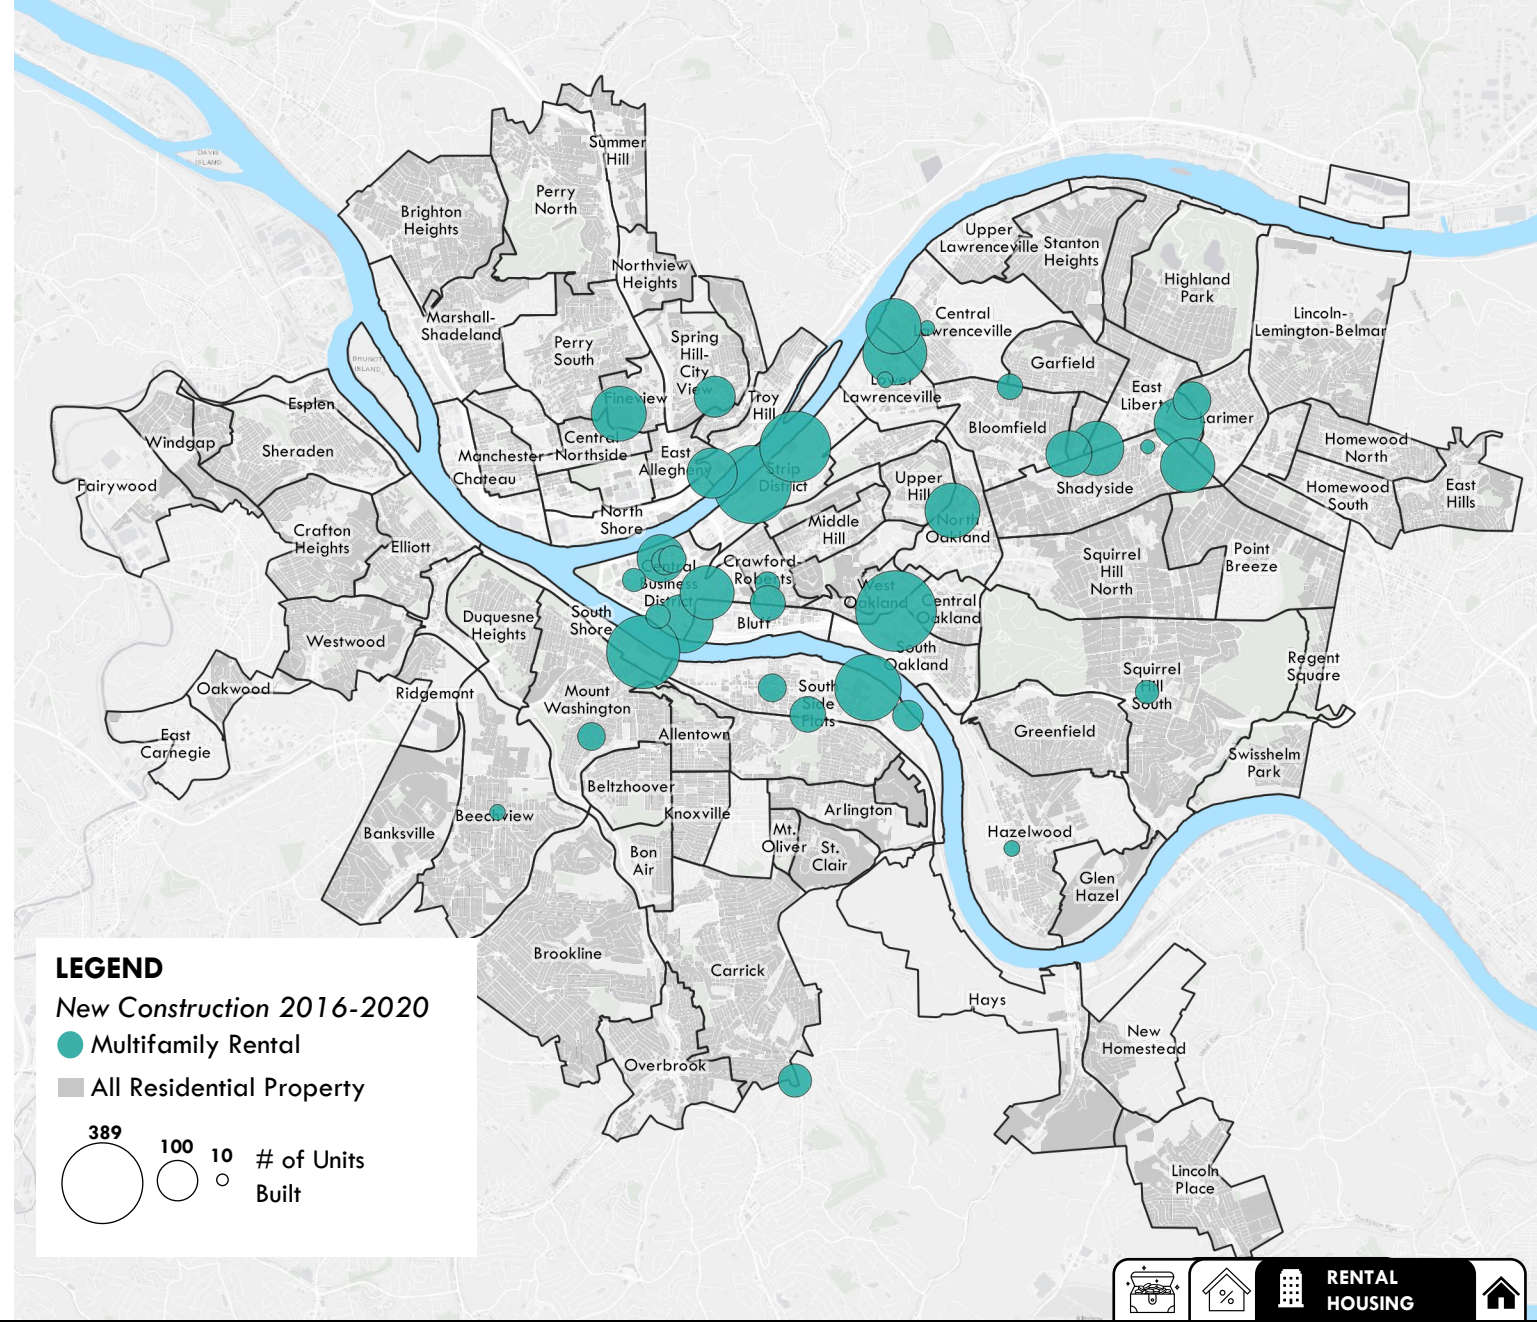 DAVIS
ISLAND
Summer
Hill
Perry
North
Brighton
Heights
Upper
Lawrenceville
Stanton
Heights
Northview
Heights
Highland
Park
Marshall-
Shadeland
Central
Lawrenceville
Lincoln-
Lemington-Belmar
Perry
South
Spring
Hill-
City
View
BRUNOT
ISLAND
Garfield
Lower
Lawrenceville
East
Liberty
Fineview
Troy
Hill
Esplen
Larimer
Bloomfield
Windgap
Sheraden
Central
Northside
Manchester
Chateau
East
Allegheny
Strip
District
Homewood
North
Fairywood
Upper
Hill
Shadyside
Homewood
South
East
Hills
North
Shore
Middle
Hill
North
Oakland
Crafton
Heights
Elliott
Squirrel
Hill
North
Point
Breeze
Central
Business
District
Crawford-
Roberts
West
Oakland
Central
Oakland
Duquesne
Heights
South
Shore
Bluff
Westwood
South
Oakland
Squirrel
Hill
South
Regent
Square
Oakwood
Ridgemont
Mount
Washington
South
Side
Flats
East
Carnegie
Allentown
Greenfield
Swisshelm
Park
Beltzhoover
Beechview
Knoxville
Arlington
Banksville
Mt.
Oliver
Hazelwood
Bon
Air
St.
Clair
Glen
Hazel
Brookline
Carrick
Hays
New
Homestead
Overbrook
Lincoln
Place
LEGEND
New Construction 2016-2020
Multifamily Rental
All Residential Property
389
100
10
# of Units
Built
%
RENTAL
HOUSING